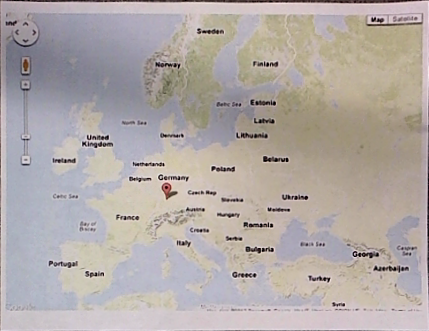 Map Satellite
Sweden
Norway
Finland
Baltic Sea
Estonia
North Sea
Latvia
Denmark
Lithuania
United
Kingdom
Ireland
Netherlands
Belarus
Belgium
Germany
Poland
Celtic Sea
Czech Rep
Slovakia
Ukraine
Austria
Moldova
France
Hungary
Bay of
Biscay
Croatia
Romania
Serbia
Italy
Bulgaria
Black Sea
Georgia
Caspian
Sea
Portugal
Spain
Greece
Turkey
Azerbaijan
Syria